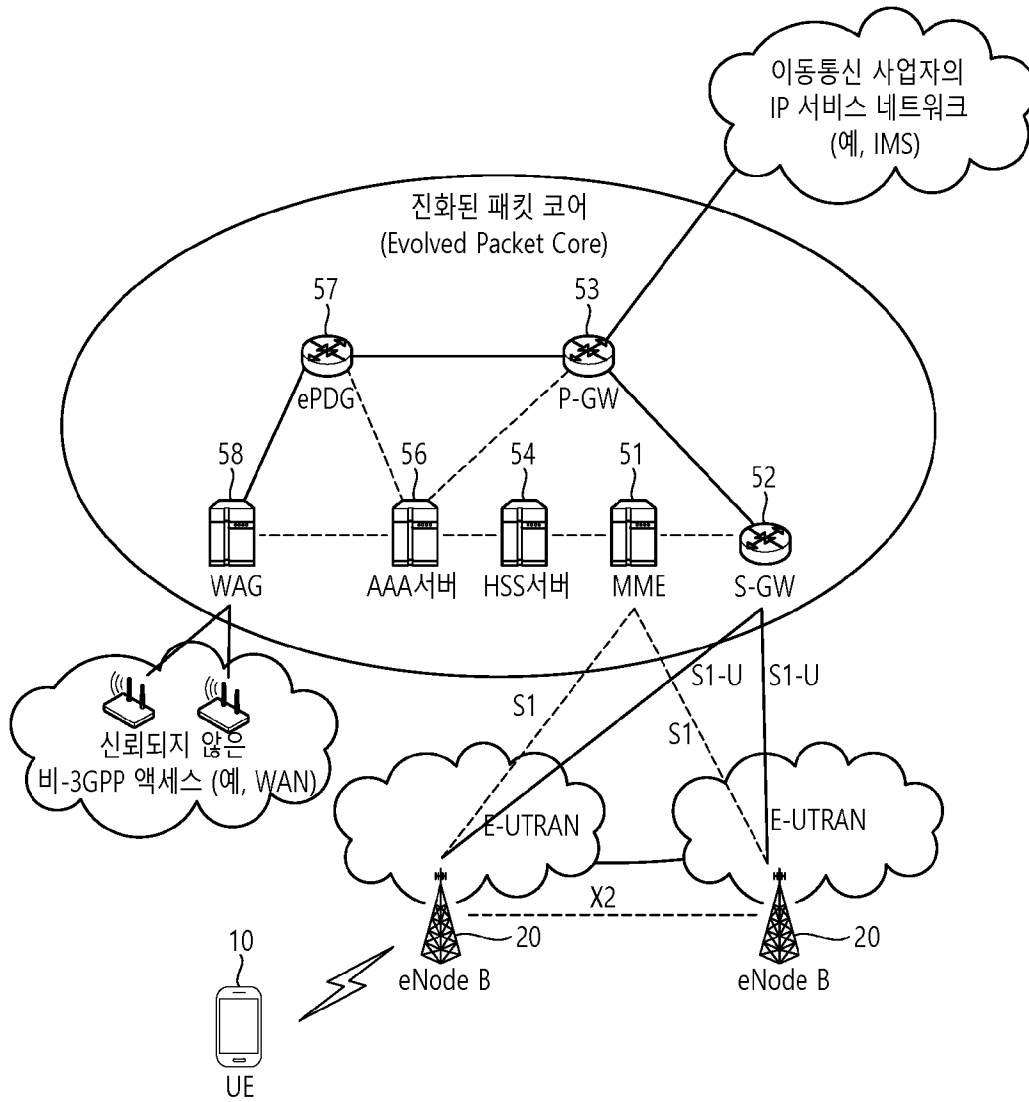 이동통신 사업자의
IP 서비스 네트워크
(예, IMS)
진화된 패킷 코어
(Evolved Packet Core)
57
53
ePDG
P-GW
58
56
54
51
52
WAG
AAA서버
HSS서버
MME
S-GW
S1-U
S1-U
S1
S1
신뢰되지 않은
비-3GPP 액세스 (예, WAN)
E-UTRAN
E-UTRAN
X2
20
20
eNode B
eNode B
10
UE